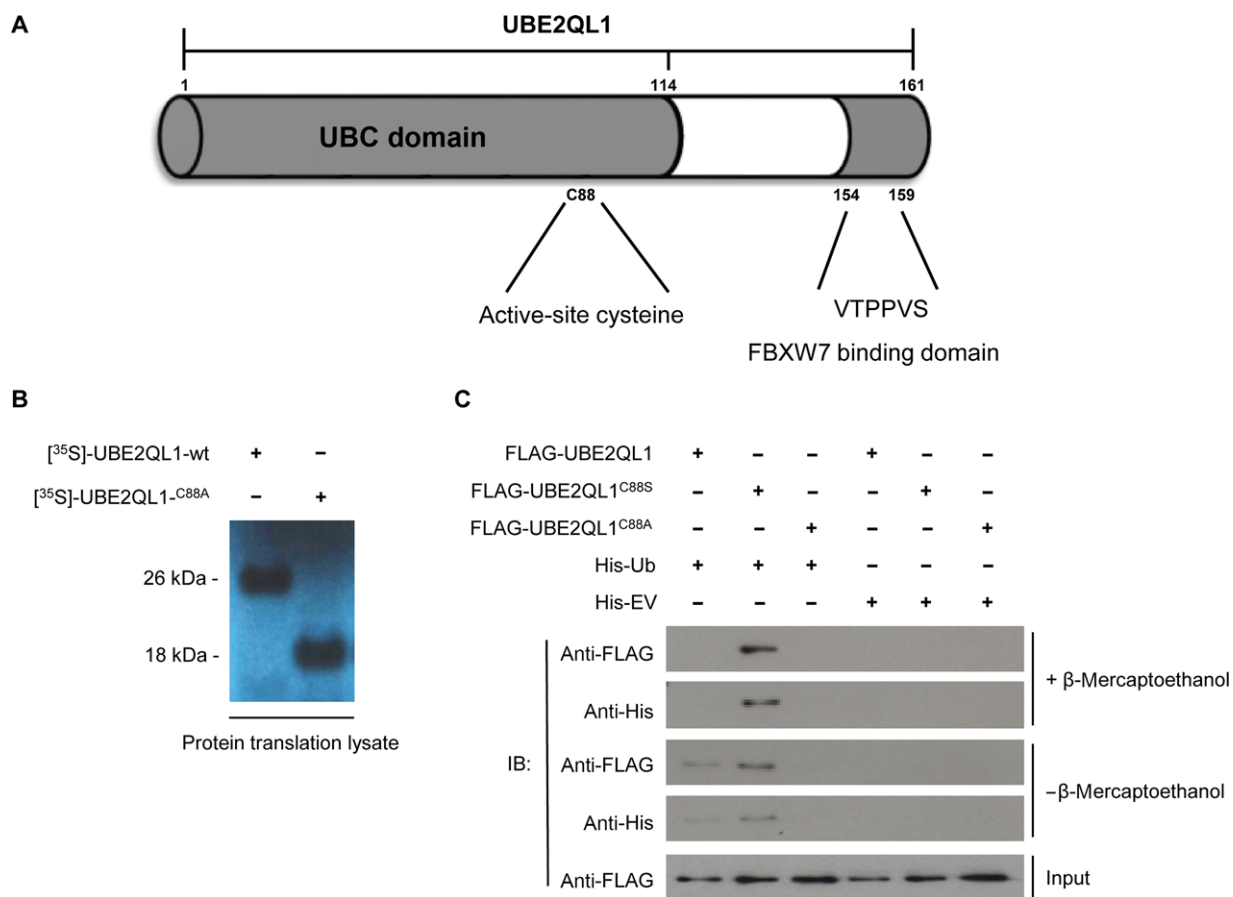 A
UBE2QL1
1 114 161
UBC domain
C88 154 159
Active-site cysteine
VTPPVS
FBXW7 binding domain
B
[³⁵S]-UBE2QL1-wt + –
[³⁵S]-UBE2QL1-ᶜ⁸⁸ᴬ – +
26 kDa -
18 kDa -
Protein translation lysate
C
FLAG-UBE2QL1 + – – + – –
FLAG-UBE2QL1ᶜ⁸⁸ˢ – + – – + –
FLAG-UBE2QL1ᶜ⁸⁸ᴬ – – + – – +
His-Ub + + + – – –
His-EV – – – + + +
IB:
Anti-FLAG
Anti-His
+ β-Mercaptoethanol
Anti-FLAG
Anti-His
–β-Mercaptoethanol
Anti-FLAG
Input